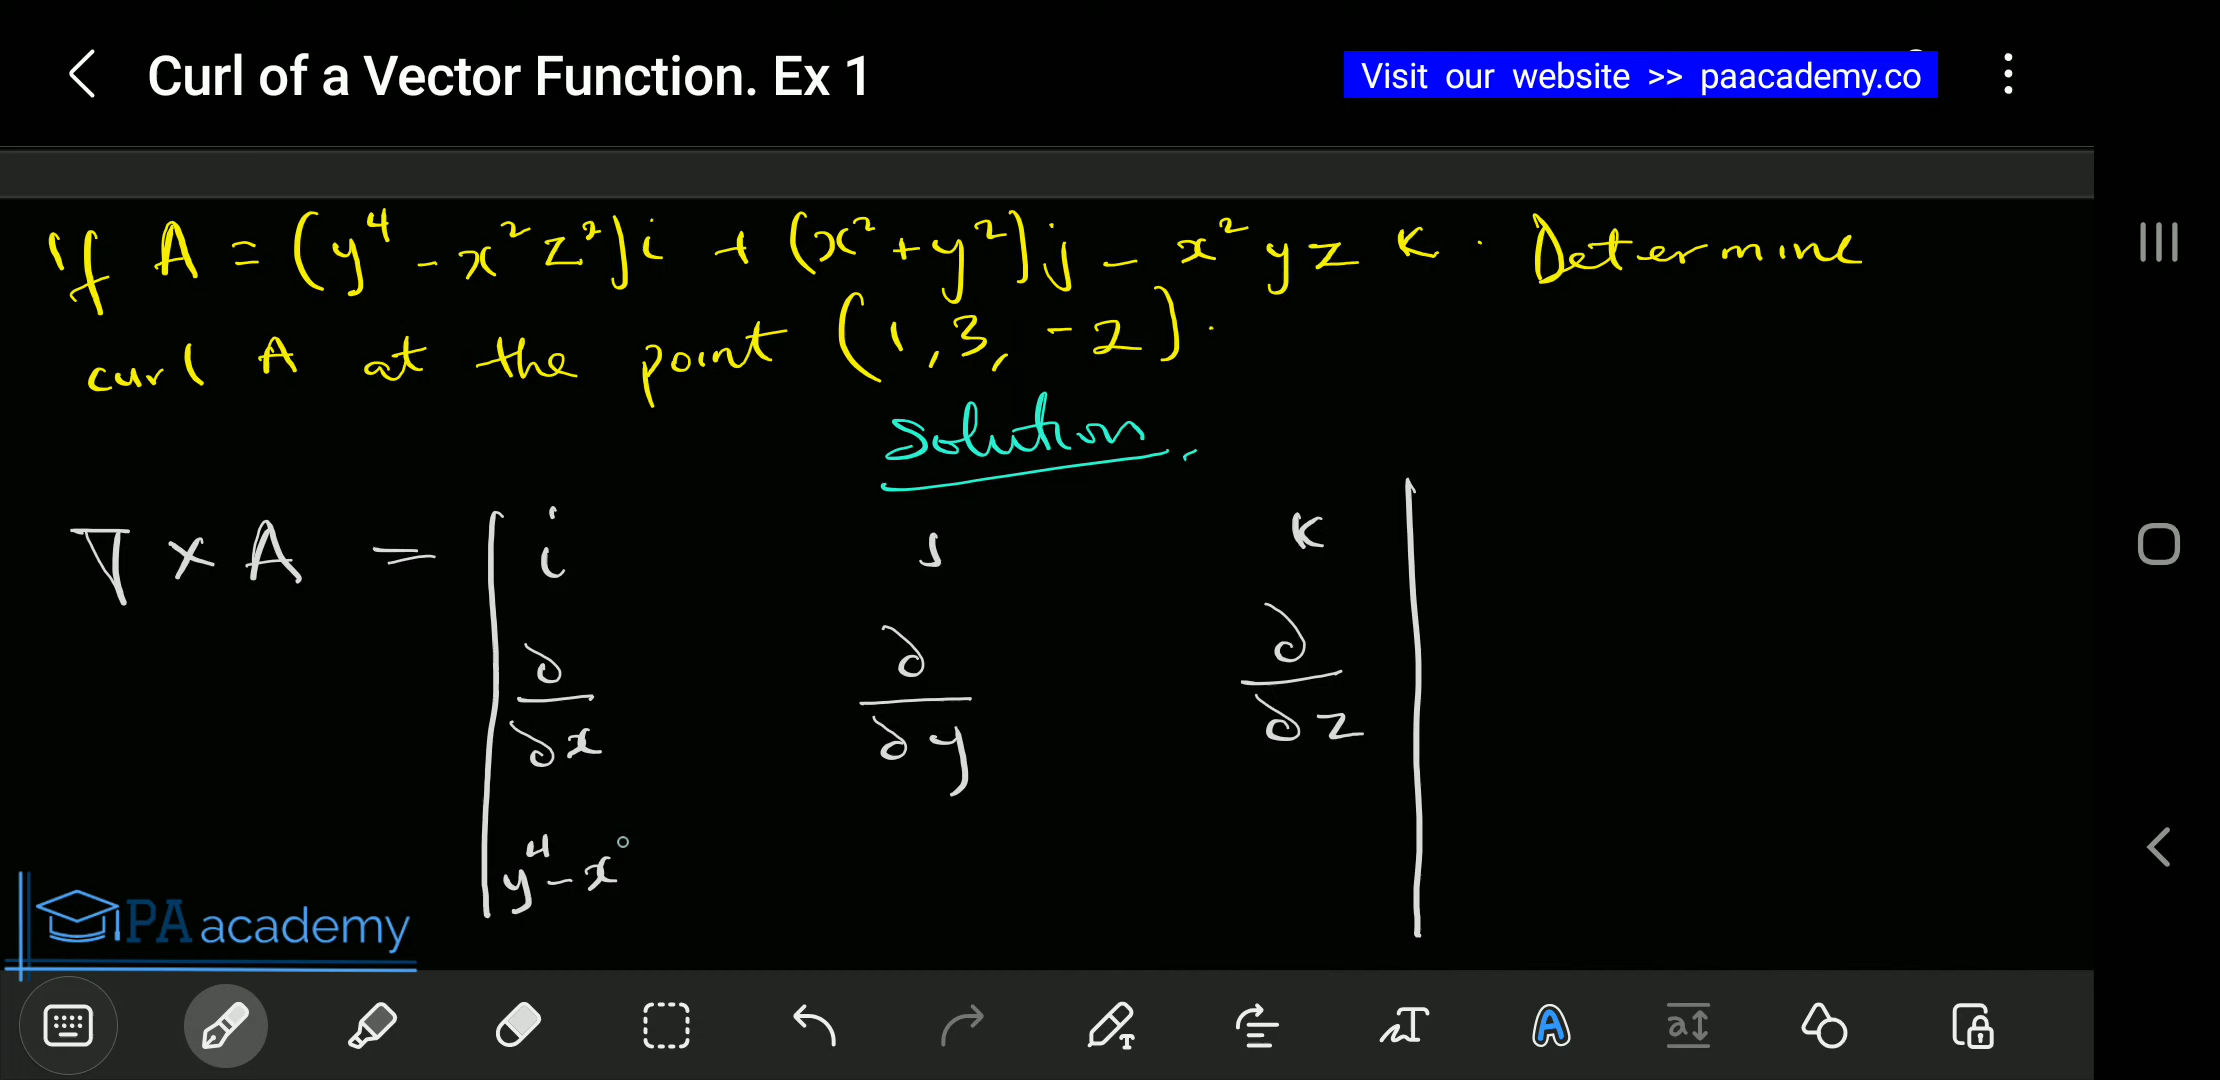 Curl of a Vector Function. Ex 1
Visit our website >> paacademy.co
If A = (y⁴ - x²z²)i + (x²+y²)j - x²yz k. Determine
curl A at the point (1, 3, -2).
Solution.
∇ × A = | i j k |
∂/∂x ∂/∂y ∂/∂z
y⁴ - x
PA academy